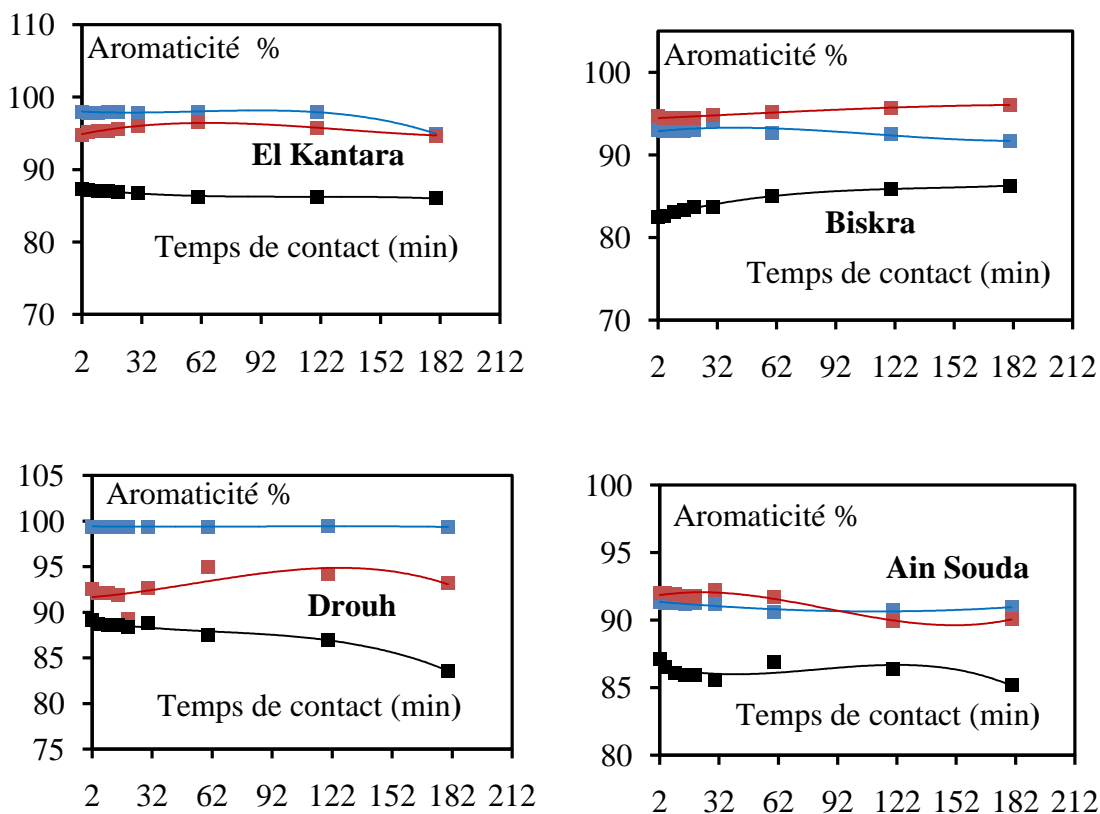 110
Aromaticité %
100
El Kantara
90
80
Temps de contact (min)
70
2 32 62 92 122 152 182 212
Aromaticité %
100
90
Biskra
80
Temps de contact (min)
70
2 32 62 92 122 152 182 212
105
Aromaticité %
100
95
90
Drouh
85
80
Temps de contact (min)
75
2 32 62 92 122 152 182 212
100
Aromaticité %
95
Ain Souda
90
85
Temps de contact (min)
80
2 32 62 92 122 152 182 212